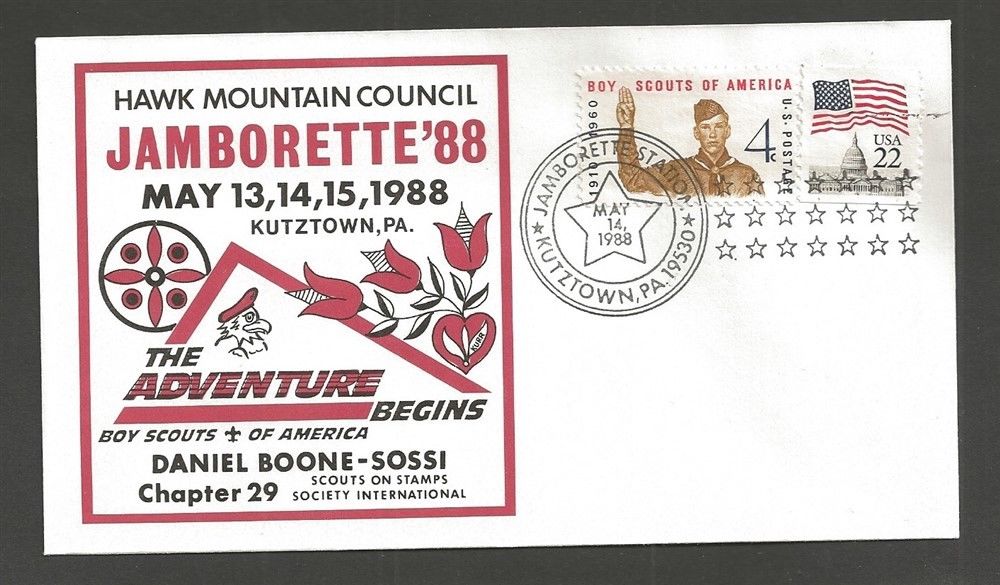 HAWK MOUNTAIN COUNCIL
JAMBORETTE '88
MAY 13,14,15,1988
KUTZTOWN, PA.
KURR
THE
ADVENTURE
BEGINS
BOY SCOUTS OF AMERICA
DANIEL BOONE-SOSSI
Chapter 29
SCOUTS ON STAMPS
SOCIETY INTERNATIONAL
BOY SCOUTS OF AMERICA
1910 1960
4c
U.S. POSTAGE
USA
22
JAMBORETTE STATION
MAY
14,
1988
KUTZTOWN, PA. 19530